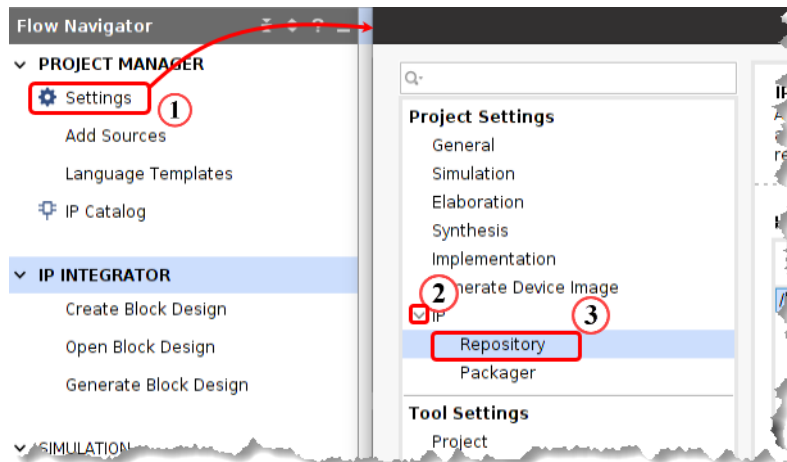 Flow Navigator
PROJECT MANAGER
Settings
1
Add Sources
Language Templates
IP Catalog
IP INTEGRATOR
Create Block Design
Open Block Design
Generate Block Design
SIMULATION
Project Settings
General
Simulation
Elaboration
Synthesis
Implementation
nerate Device Image
2
IP
3
Repository
Packager
Tool Settings
Project